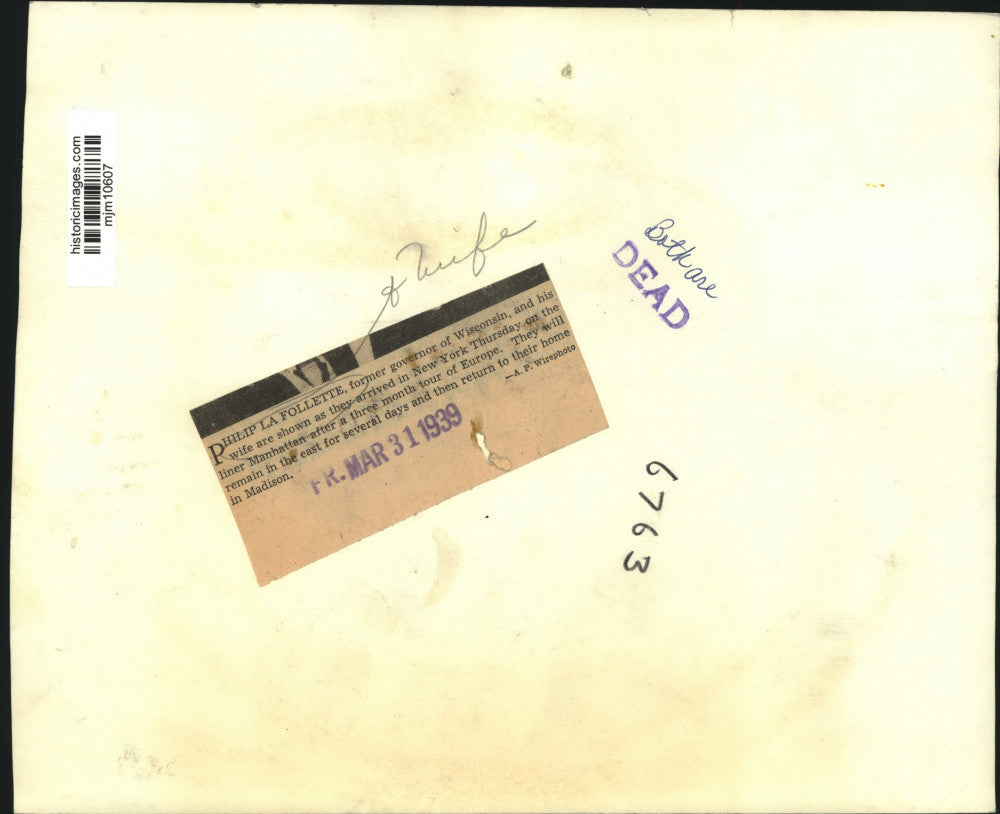 historicimages.com
mjm10607
& Wife
Both are
DEAD
PHILIP LA FOLLETTE, former governor of Wisconsin, and his
wife are shown as they arrived in New York Thursday on the
liner Manhattan after a three month tour of Europe. They will
remain in the east for several days and then return to their home
in Madison.
—A. P. Wirephoto
FR. MAR 31 1939
6763